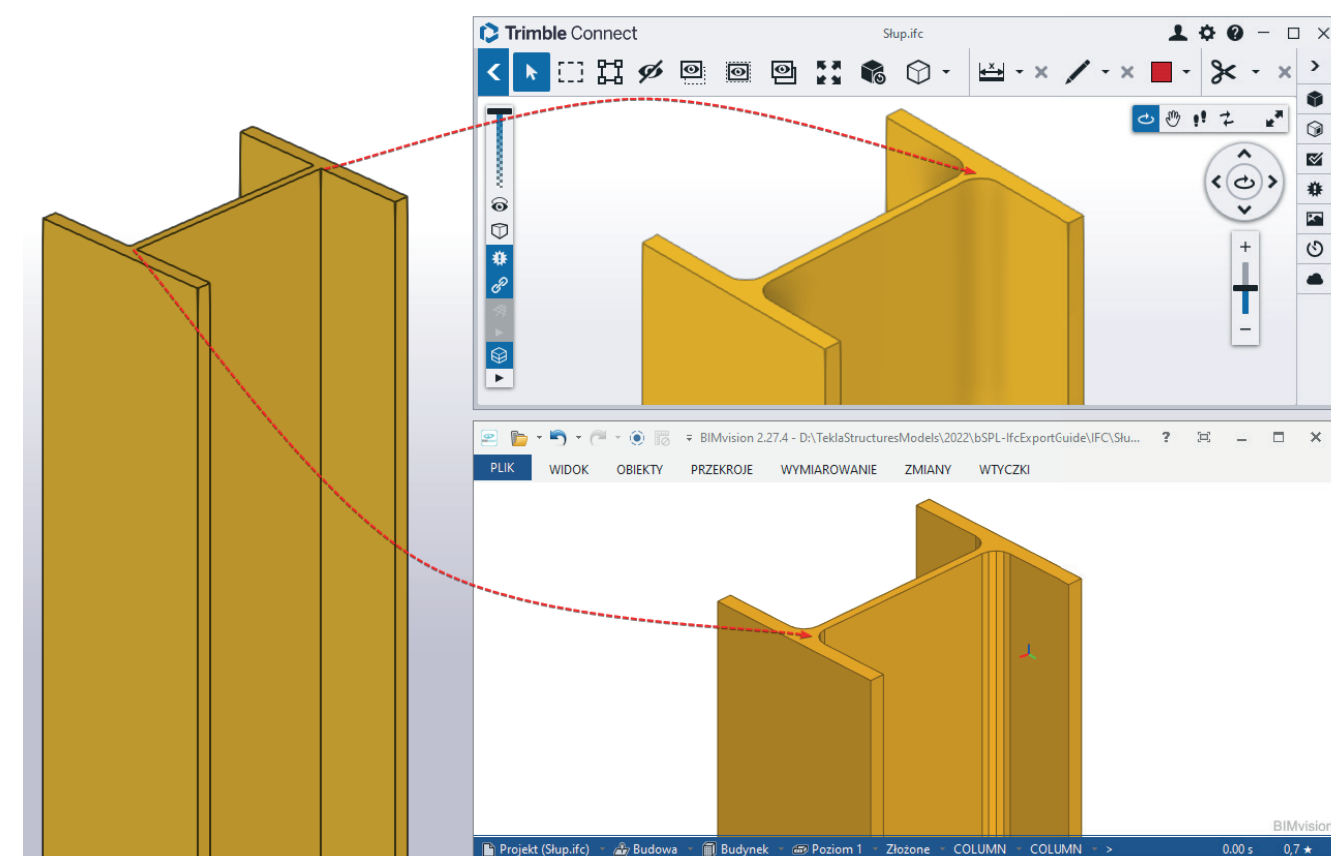 Trimble Connect
Słup.ifc
BIMvision 2.27.4 - D:\TeklaStructuresModels\2022\bSPL-IfcExportGuide\IFC\Słu...
PLIK WIDOK OBIEKTY PRZEKROJE WYMIAROWANIE ZMIANY WTYCZKI
BIMvision
Projekt (Słup.ifc) Budowa Budynek Poziom 1 Złożone COLUMN COLUMN > 0.00 s 0,7 ★